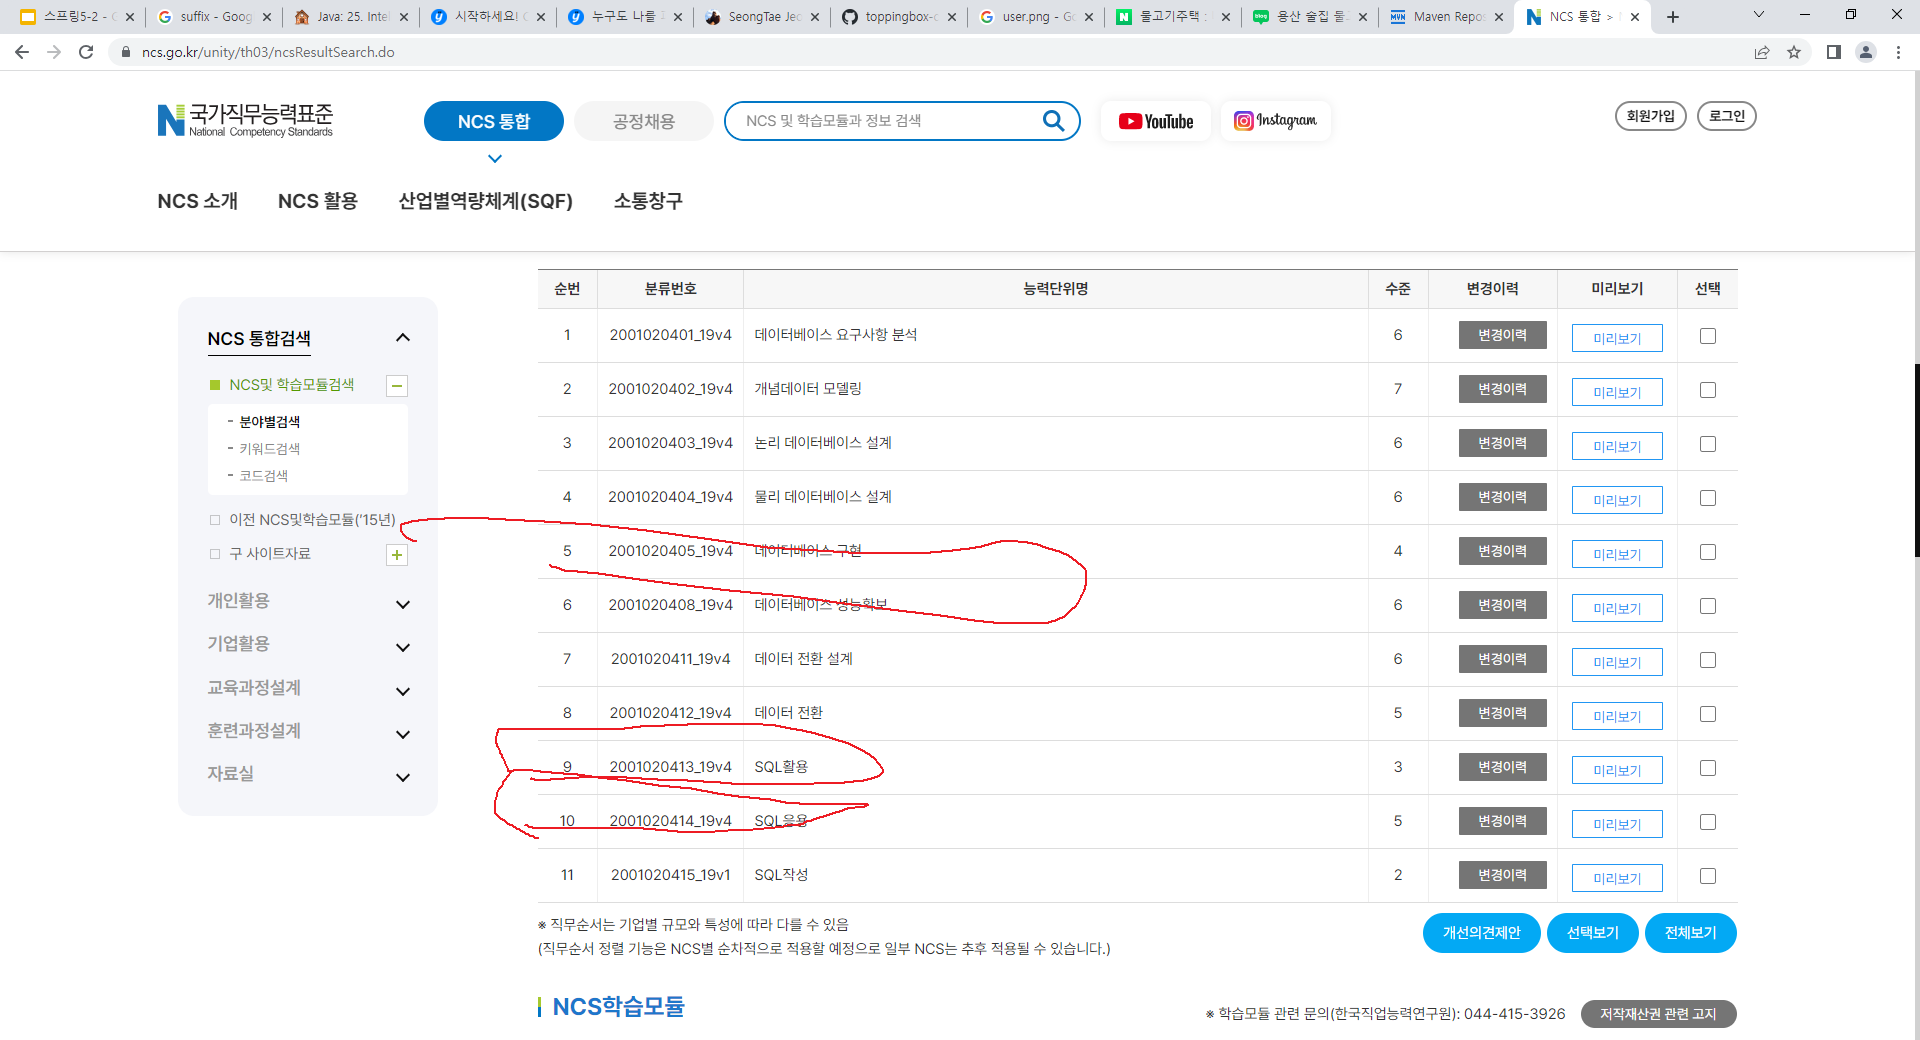 스프링5-2 - G
suffix - Goog
Java: 25. Inte
시작하세요! C
누구도 나를 ㅍ
SeongTae Jeo
toppingbox-c
user.png - Go
물고기주택 :
용산 술집 물고
Maven Repo
NCS 통합 >
ncs.go.kr/unity/th03/ncsResultSearch.do
국가직무능력표준
National Competency Standards
NCS 통합
공정채용
NCS 및 학습모듈과 정보 검색
YouTube
Instagram
회원가입
로그인
NCS 소개 NCS 활용 산업별역량체계(SQF) 소통창구
NCS 통합검색
NCS및 학습모듈검색
- 분야별검색
- 키워드검색
- 코드검색
이전 NCS및학습모듈('15년)
구 사이트자료
개인활용
기업활용
교육과정설계
훈련과정설계
자료실
순번 분류번호 능력단위명 수준 변경이력 미리보기 선택
1 2001020401_19v4 데이터베이스 요구사항 분석 6 변경이력 미리보기
2 2001020402_19v4 개념데이터 모델링 7 변경이력 미리보기
3 2001020403_19v4 논리 데이터베이스 설계 6 변경이력 미리보기
4 2001020404_19v4 물리 데이터베이스 설계 6 변경이력 미리보기
5 2001020405_19v4 데이터베이스 구현 4 변경이력 미리보기
6 2001020408_19v4 데이터베이스 성능확보 6 변경이력 미리보기
7 2001020411_19v4 데이터 전환 설계 6 변경이력 미리보기
8 2001020412_19v4 데이터 전환 5 변경이력 미리보기
9 2001020413_19v4 SQL활용 3 변경이력 미리보기
10 2001020414_19v4 SQL응용 5 변경이력 미리보기
11 2001020415_19v1 SQL작성 2 변경이력 미리보기
※ 직무순서는 기업별 규모와 특성에 따라 다를 수 있음
(직무순서 정렬 기능은 NCS별 순차적으로 적용할 예정으로 일부 NCS는 추후 적용될 수 있습니다.)
개선의견제안 선택보기 전체보기
NCS학습모듈
※ 학습모듈 관련 문의(한국직업능력연구원): 044-415-3926
저작재산권 관련 고지